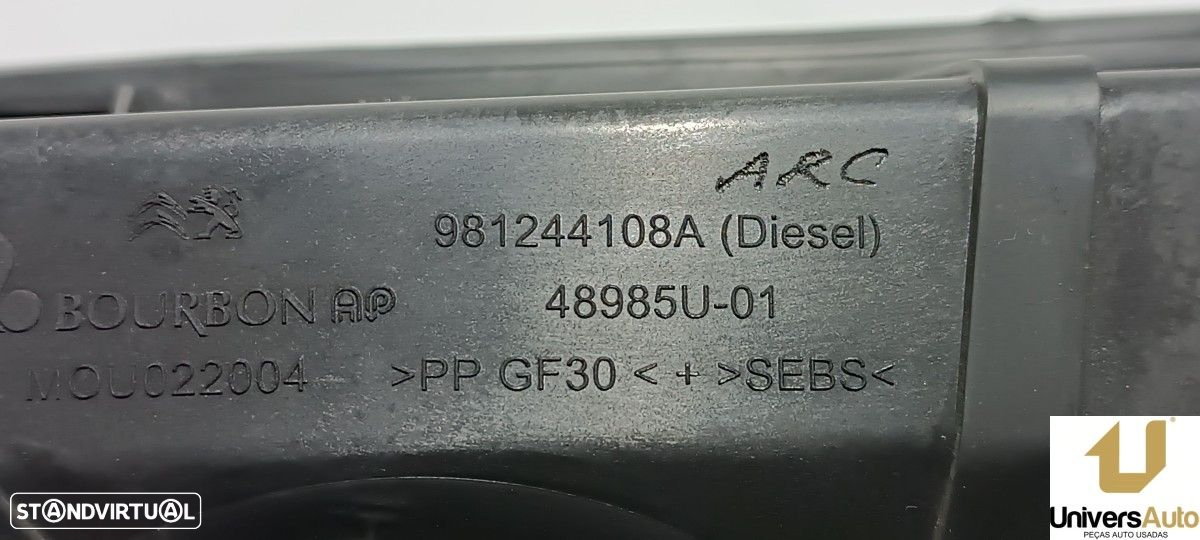 ARC
981244108A (Diesel)
BOURBON AP
48985U-01
MOU022004
>PP GF30 < + >SEBS<
STANDVIRTUAL
UniversAuto
PEÇAS AUTO USADAS